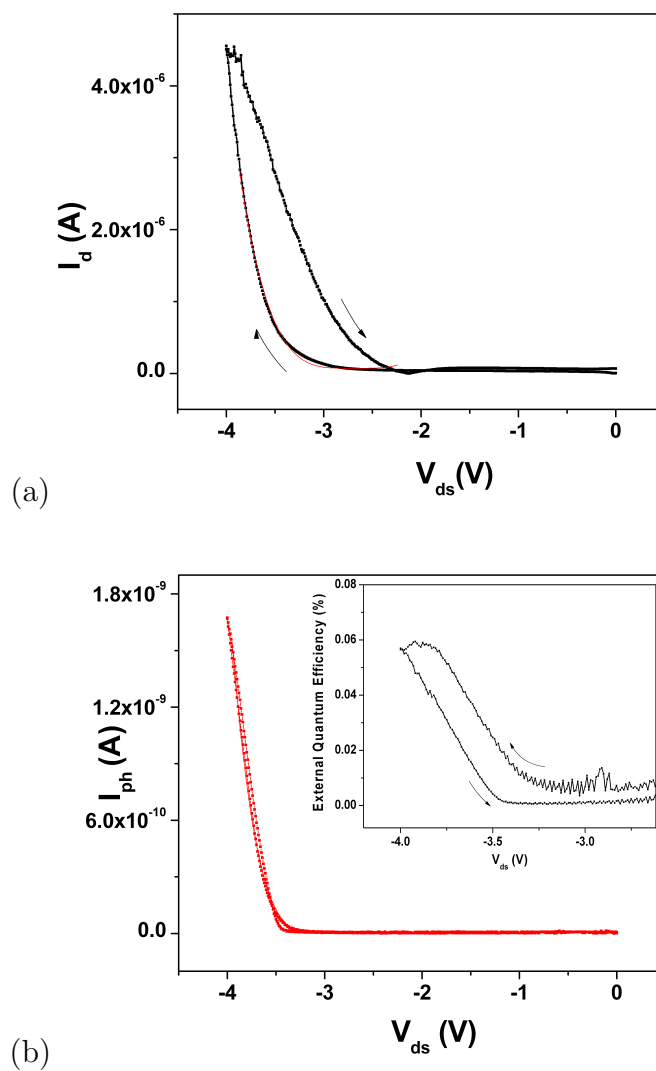 4.0x10⁻⁶
2.0x10⁻⁶
0.0
I_d (A)
-4 -3 -2 -1 0
V_ds(V)
(a)
1.8x10⁻⁹
1.2x10⁻⁹
6.0x10⁻¹⁰
0.0
I_ph (A)
0.08
0.06
0.04
0.02
0.00
External Quantum Efficiency (%)
-4.0 -3.5 -3.0
V_ds (V)
-4 -3 -2 -1 0
V_ds (V)
(b)